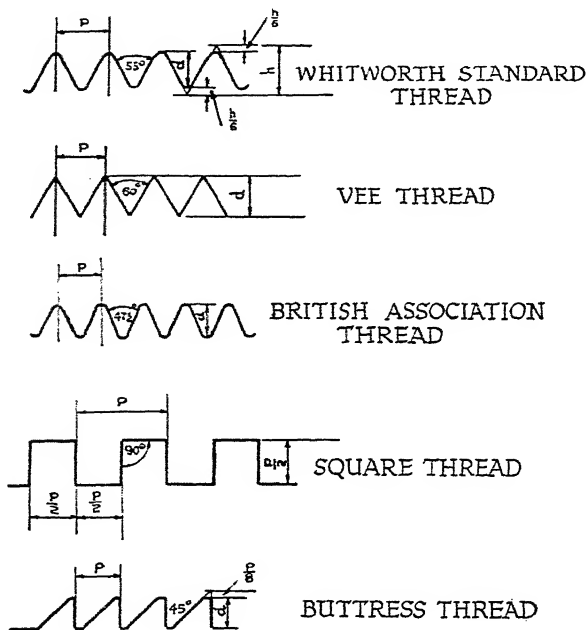 h/6
P
55°
d
h
WHITWORTH STANDARD
THREAD
h/6
P
60°
d
VEE THREAD
P
47½°
d
BRITISH ASSOCIATION
THREAD
P
90°
P/2
SQUARE THREAD
P/2
P/2
P
P/8
45°
d
BUTTRESS THREAD